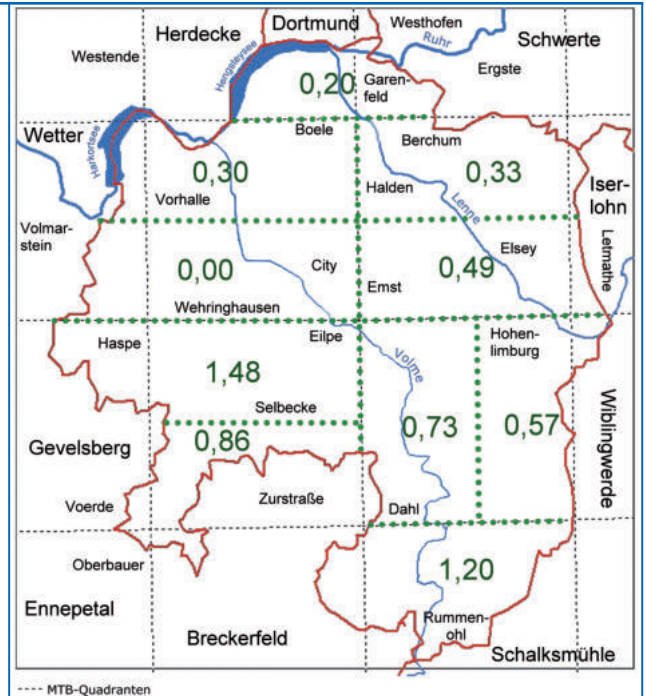 Herdecke
Dortmund
Westhofen
Ruhr
Schwerte
Westende
Hengsteysee
Garen-
feld
Ergste
0,20
Wetter
Harkortsee
Boele
Berchum
0,30
0,33
Vorhalle
Halden
Lenne
Iser-
lohn
Volmar-
stein
Letmathe
City
Elsey
0,00
0,49
Emst
Wehringhausen
Haspe
Eilpe
Hohen-
limburg
Volme
1,48
Selbecke
0,73
0,57
Wiblingwerde
Gevelsberg
0,86
Voerde
Zurstraße
Dahl
Oberbauer
1,20
Ennepetal
Rummen-
ohl
Breckerfeld
Schalksmühle
---- MTB-Quadranten